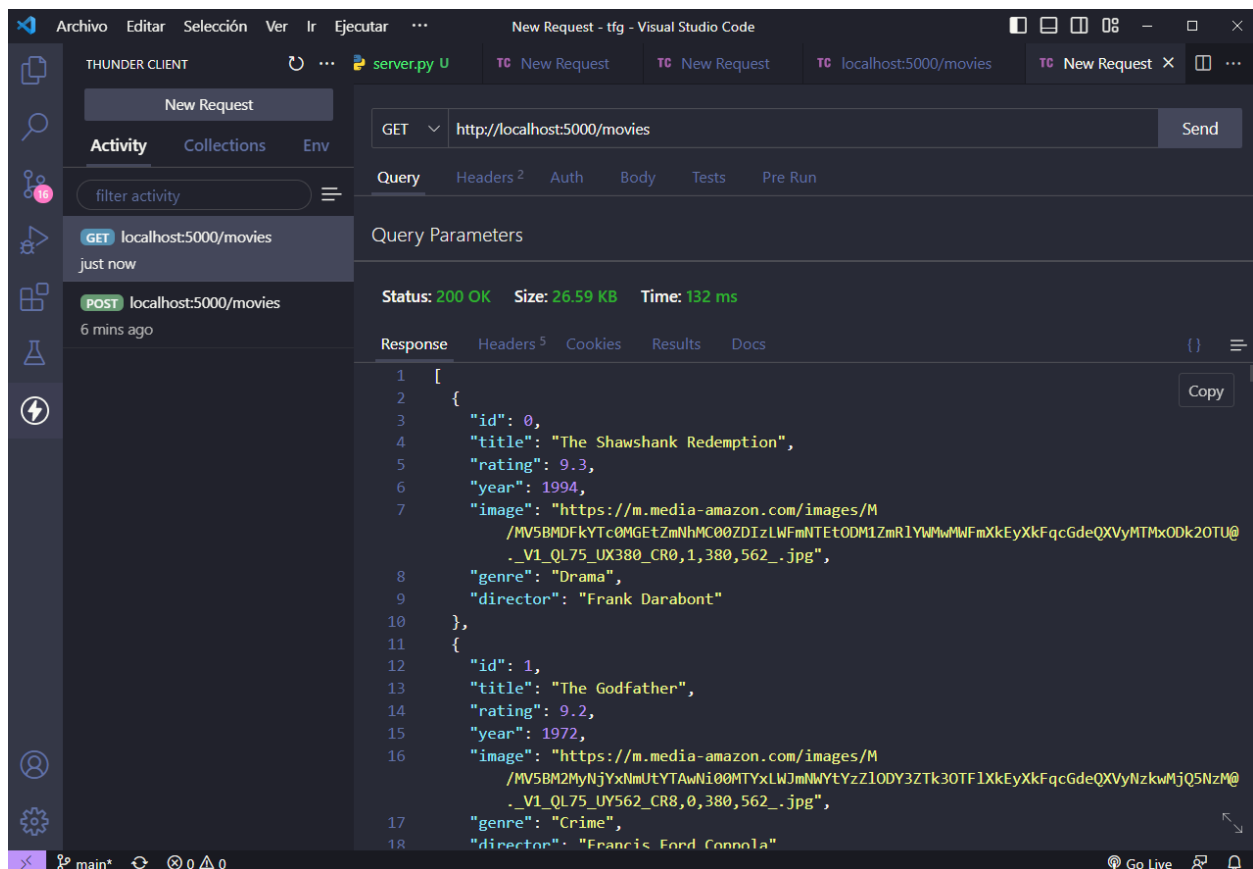 Archivo Editar Selección Ver Ir Ejecutar ··· New Request - tfg - Visual Studio Code
THUNDER CLIENT ···
server.py U TC New Request TC New Request TC localhost:5000/movies TC New Request ···
New Request
GET http://localhost:5000/movies Send
Activity Collections Env
Query Headers 2 Auth Body Tests Pre Run
16
filter activity
Query Parameters
GET localhost:5000/movies
just now
POST localhost:5000/movies
6 mins ago
Status: 200 OK Size: 26.59 KB Time: 132 ms
Response Headers 5 Cookies Results Docs {}
Copy
1 [
2 {
3 "id": 0,
4 "title": "The Shawshank Redemption",
5 "rating": 9.3,
6 "year": 1994,
7 "image": "https://m.media-amazon.com/images/M
/MV5BMDFkYTc0MGEtZmNhMC00ZDIzLWFmNTEtODM1ZmRlYWMwMWFmXkEyXkFqcGdeQXVyMTMxODk2OTU@
._V1_QL75_UX380_CR0,1,380,562_.jpg",
8 "genre": "Drama",
9 "director": "Frank Darabont"
10 },
11 {
12 "id": 1,
13 "title": "The Godfather",
14 "rating": 9.2,
15 "year": 1972,
16 "image": "https://m.media-amazon.com/images/M
/MV5BM2MyNjYxNmUtYTAwNi00MTYxLWJmNWYtYzZlODY3ZTk3OTFlXkEyXkFqcGdeQXVyNzkwMjQ5NzM@
._V1_QL75_UY562_CR8,0,380,562_.jpg",
17 "genre": "Crime",
18 "director": "Francis Ford Coppola"
main* 0 0 Go Live